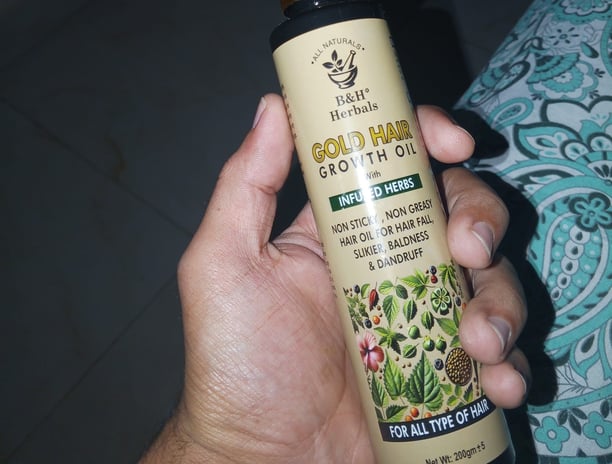 ALL NATURALS
B&H®
Herbals
GOLD HAIR
GROWTH OIL
With
INFUSED HERBS
NON STICKY , NON GREASY
HAIR OIL FOR HAIR FALL,
SLIKIER, BALDNESS
& DANDRUFF
FOR ALL TYPE OF HAIR
Net Wt: 200gm±5